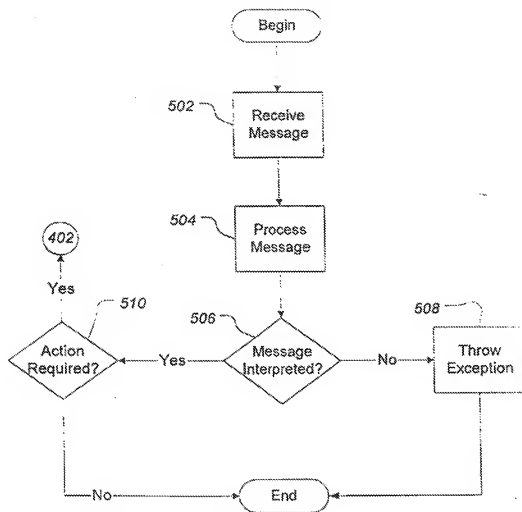 Begin
502
Receive
Message
504
Process
Message
402
Yes
510
506
508
Action
Required?
Yes
Message
Interpreted?
No
Throw
Exception
No
End